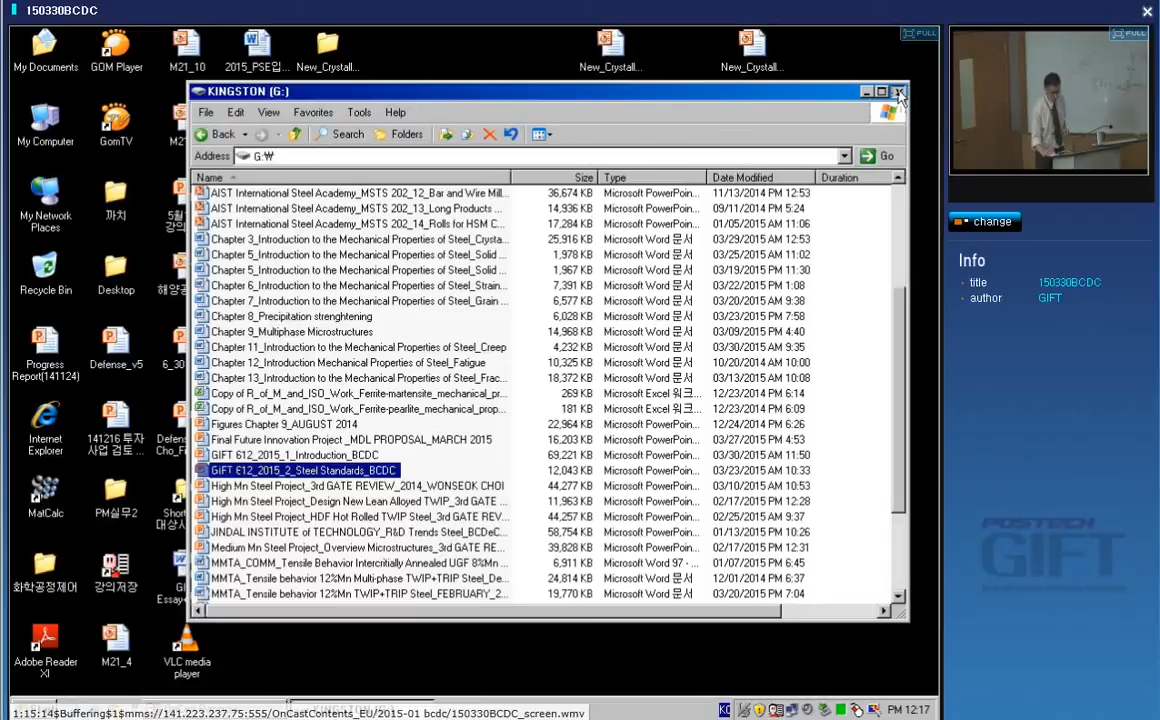 150330BCDC
My Documents
GOM Player
M21_10
2015_PSE입...
New_Crystall...
New_Crystall...
New_Crystall...
FULL
FULL
KINGSTON (G:)
File Edit View Favorites Tools Help
Back Search Folders
Address G:\ Go
Name Size Type Date Modified Duration
AIST International Steel Academy_MSTS 202_12_Bar and Wire Mill... 36,674 KB Microsoft PowerPoin... 11/13/2014 PM 12:53
AIST International Steel Academy_MSTS 202_13_Long Products ... 14,936 KB Microsoft PowerPoin... 09/11/2014 PM 5:24
AIST International Steel Academy_MSTS 202_14_Rolls for HSM C... 17,284 KB Microsoft PowerPoin... 01/05/2015 AM 11:06
Chapter 3_Introduction to the Mechanical Properties of Steel_Crysta... 25,916 KB Microsoft Word 문서 03/29/2015 AM 12:53
Chapter 5_Introduction to the Mechanical Properties of Steel_Solid ... 1,978 KB Microsoft Word 문서 03/25/2015 AM 11:02
Chapter 5_Introduction to the Mechanical Properties of Steel_Solid ... 1,967 KB Microsoft Word 문서 03/19/2015 PM 11:30
Chapter 6_Introduction to the Mechanical Properties of Steel_Strain... 7,391 KB Microsoft Word 문서 03/22/2015 PM 1:08
Chapter 7_Introduction to the Mechanical Properties of Steel_Grain ... 6,577 KB Microsoft Word 문서 03/20/2015 AM 9:38
Chapter 8_Precipitation strenghtening 6,028 KB Microsoft Word 문서 03/23/2015 PM 7:58
Chapter 9_Multiphase Microstructures 14,968 KB Microsoft Word 문서 03/09/2015 PM 4:40
Chapter 11_Introduction to the Mechanical Properties of Steel_Creep 4,232 KB Microsoft Word 문서 03/30/2015 AM 9:35
Chapter 12_Introduction Mechanical Properties of Steel_Fatigue 10,325 KB Microsoft Word 문서 10/20/2014 AM 10:00
Chapter 13_Introduction to the Mechanical Properties of Steel_Frac... 18,372 KB Microsoft Word 문서 03/13/2015 AM 10:08
Copy of R_of_M_and_ISO_Work_Ferrite-martensite_mechanical_pr... 269 KB Microsoft Excel 워크... 12/23/2014 PM 6:14
Copy of R_of_M_and_ISO_Work_Ferrite-pearlite_mechanical_prop... 181 KB Microsoft Excel 워크... 12/23/2014 PM 6:09
Figures Chapter 9_AUGUST 2014 22,964 KB Microsoft PowerPoin... 12/24/2014 PM 6:26
Final Future Innovation Project _MDL PROPOSAL_MARCH 2015 16,203 KB Microsoft PowerPoin... 03/27/2015 PM 4:53
GIFT 612_2015_1_Introduction_BCDC 69,221 KB Microsoft PowerPoin... 03/30/2015 AM 11:50
GIFT 612_2015_2_Steel Standards_BCDC 12,043 KB Microsoft PowerPoin... 03/23/2015 AM 10:33
High Mn Steel Project_3rd GATE REVIEW_2014_WONSEOK CHOI 44,277 KB Microsoft PowerPoin... 03/10/2015 AM 10:53
High Mn Steel Project_Design New Lean Alloyed TWIP_3rd GATE ... 11,963 KB Microsoft PowerPoin... 02/17/2015 PM 12:28
High Mn Steel Project_HDF Hot Rolled TWIP Steel_3rd GATE REV... 44,257 KB Microsoft PowerPoin... 02/25/2015 AM 9:37
JINDAL INSTITUTE of TECHNOLOGY_R&D Trends Steel_BCDeC... 58,754 KB Microsoft PowerPoin... 01/13/2015 PM 10:26
Medium Mn Steel Project_Overview Microstructures_3rd GATE RE... 39,828 KB Microsoft PowerPoin... 02/17/2015 PM 12:31
MMTA_COMM_Tensile Behavior Intercritially Annealed UGF 8%Mn ... 6,911 KB Microsoft Word 97 - ... 01/07/2015 PM 6:45
MMTA_Tensile behavior 12%Mn Multi-phase TWIP+TRIP Steel_De... 24,814 KB Microsoft Word 문서 12/01/2014 PM 6:37
MMTA_Tensile behavior 12%Mn TWIP+TRIP Steel_FEBRUARY_2... 19,770 KB Microsoft Word 문서 03/20/2015 PM 7:04
My Computer
GomTV
My Network Places
까치
5월
강의
Recycle Bin
Desktop
해양공
Progress Report(141124)
Defense_v5
6_30
Internet Explorer
141216 투자 사업 검토 ...
Defens
Cho_Fi
MatCalc
PM실무2
Short
대상시
화학공정제어
강의저장
GI
Essay
Adobe Reader XI
M21_4
VLC media player
change
Info
title 150330BCDC
author GIFT
POSTECH
GIFT
KINGSTON (G:)
1:15:14$Buffering$1$mms://141.223.237.75:555/OnCastContents_EU/2015-01 bcdc/150330BCDC_screen.wmv
PM 12:17